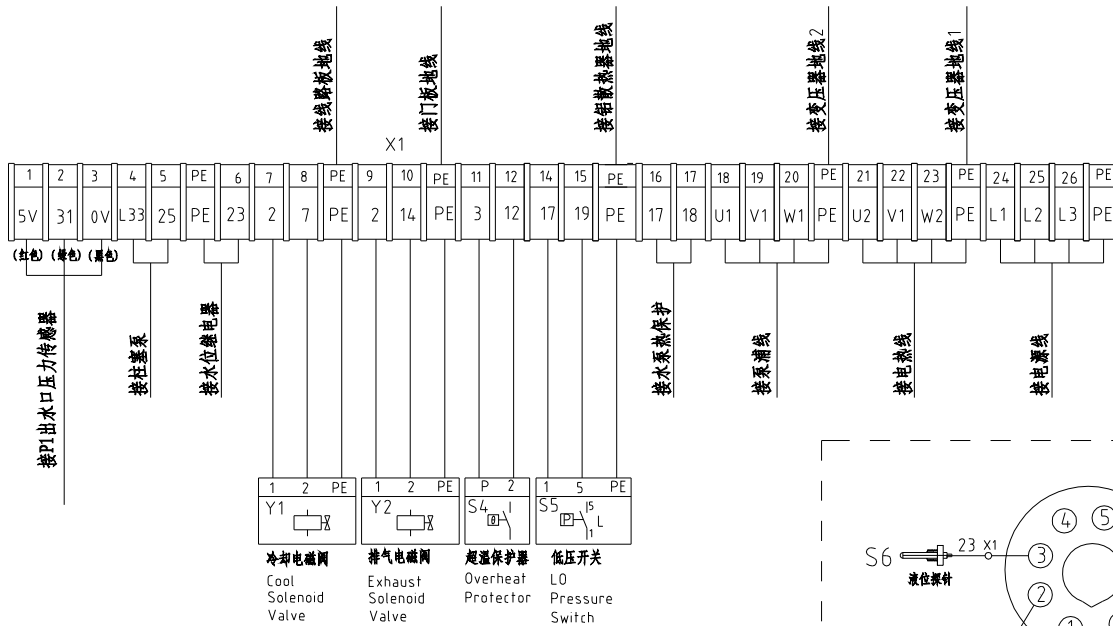 接线路板地线
接门板地线
接铝散热器地线
接变压器地线2
接变压器地线1
X1
1 2 3 4 5 PE 6 7 8 PE 9 10 PE 11 12 14 15 PE 16 17 18 19 20 PE 21 22 23 PE 24 25 26 PE
5V 31 0V L33 25 PE 23 2 7 PE 2 14 PE 3 12 17 19 PE 17 18 U1 V1 W1 PE U2 V1 W2 PE L1 L2 L3 PE
(红色) (绿色) (黑色)
接P1出水口压力传感器
接柱塞泵
接水位继电器
接水泵热保护
接泵浦线
接电热线
接电源线
1 2 PE
Y1
冷却电磁阀
Cool
Solenoid
Valve
1 2 PE
Y2
排气电磁阀
Exhaust
Solenoid
Valve
P 2
S4
θ
超温保护器
Overheat
Protector
1 5 PE
S5
P
5
L
1
低压开关
LO
Pressure
Switch
S6
23 X1
液位探针
4 5
3
2
1